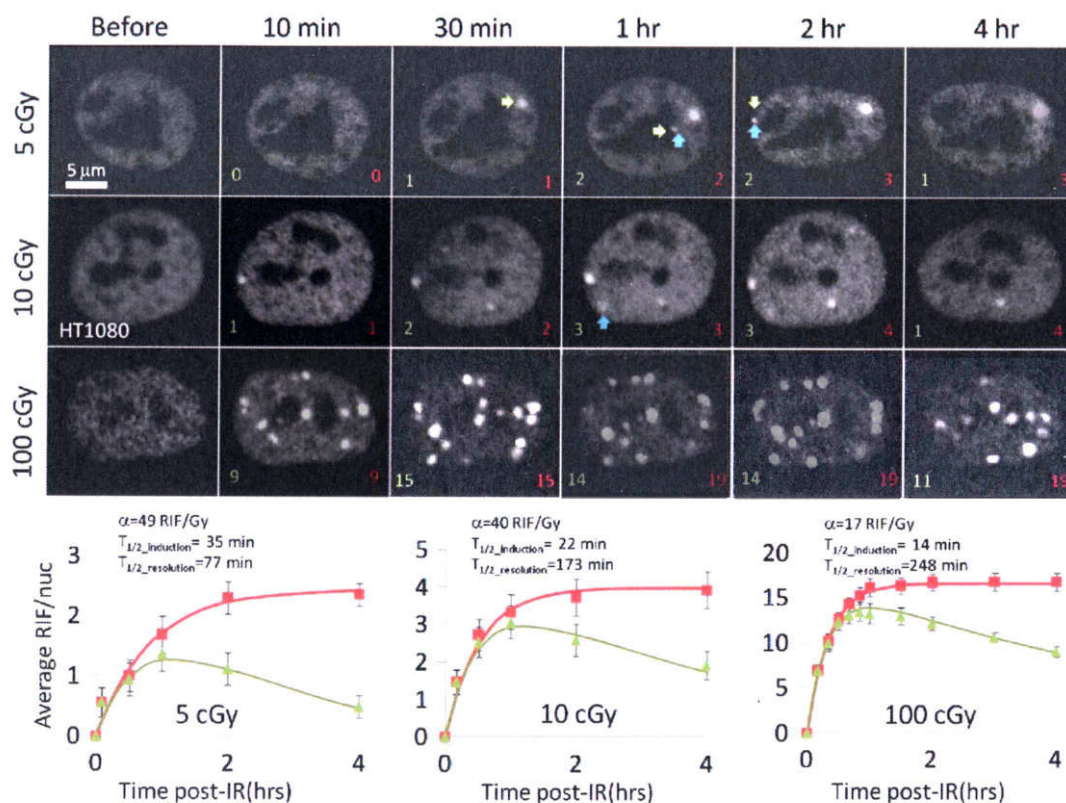 Before 10 min 30 min 1 hr 2 hr 4 hr
5 cGy
5 μm
0 0
1 1
2 2
2 3
1 3
10 cGy
HT1080
1 1
2 2
3 3
3 4
1 4
100 cGy
9 9
15 15
14 19
14 19
11 19
α=49 RIF/Gy
T1/2_induction= 35 min
T1/2_resolution=77 min
Average RIF/nuc
3
2
1
0
5 cGy
0 2 4
Time post-IR(hrs)
α=40 RIF/Gy
T1/2_induction= 22 min
T1/2_resolution=173 min
5
4
3
2
1
0
10 cGy
0 2 4
Time post-IR(hrs)
α=17 RIF/Gy
T1/2_induction= 14 min
T1/2_resolution=248 min
20
15
10
5
0
100 cGy
0 2 4
Time post-IR(hrs)